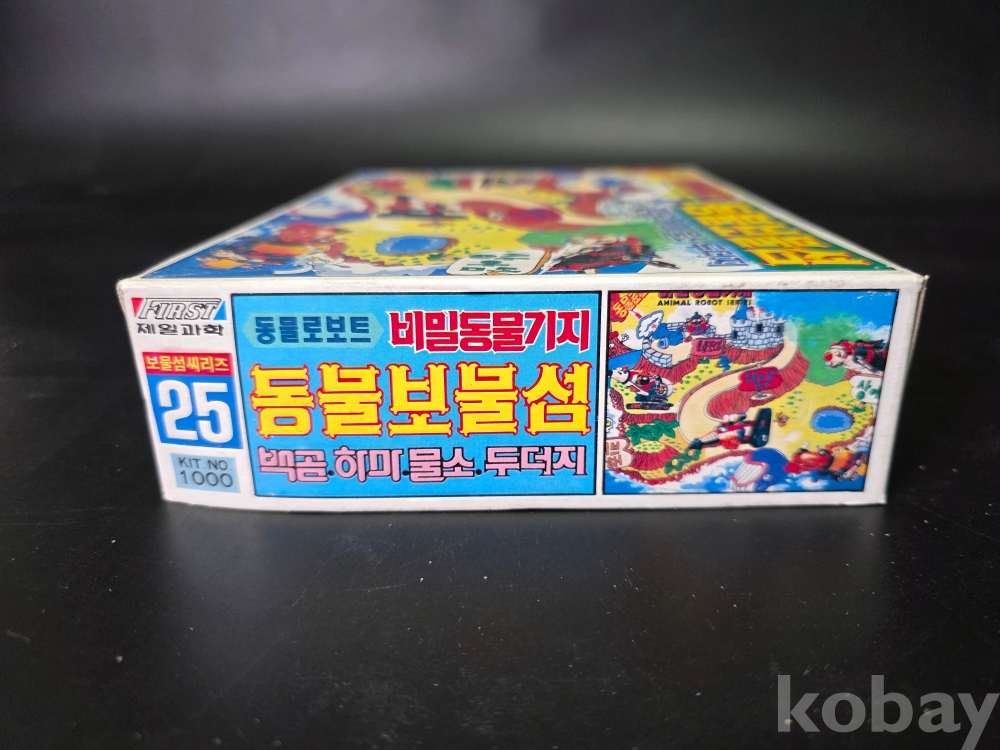 FIRST
제일과학
보물섬씨리즈
25
KIT NO.
1000
동물로보트 비밀동물기지
동물보물섬
백곰·하마·물소·두더지
ANIMAL ROBOT SERIES
kobay